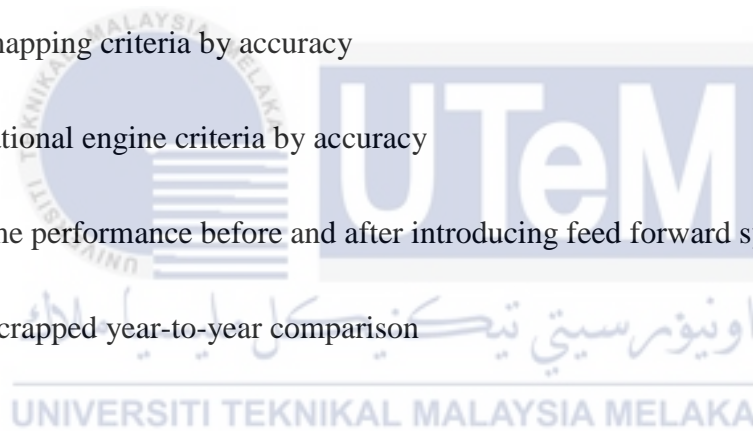 mapping criteria by accuracy
tional engine criteria by accuracy
ne performance before and after introducing feed forward s
crapped year-to-year comparison
UTeM
اونيورسيتي تيكنيكل مليسيا ملاك
UNIVERSITI TEKNIKAL MALAYSIA MELAKA